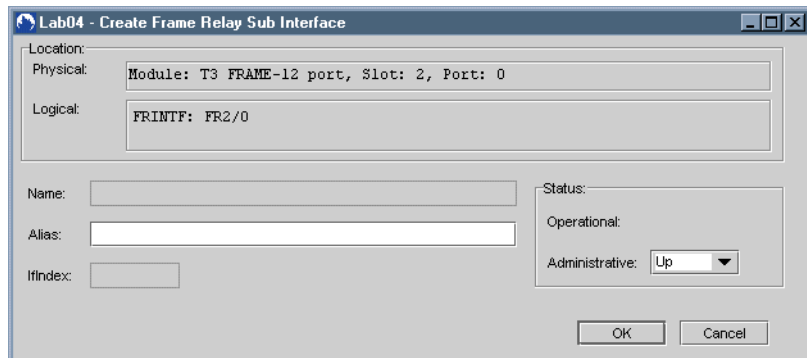 Lab04 - Create Frame Relay Sub Interface
Location:
Physical: Module: T3 FRAME-12 port, Slot: 2, Port: 0
Logical: FRINTF: FR2/0
Name:
Alias:
IfIndex:
Status:
Operational:
Administrative: Up
OK Cancel